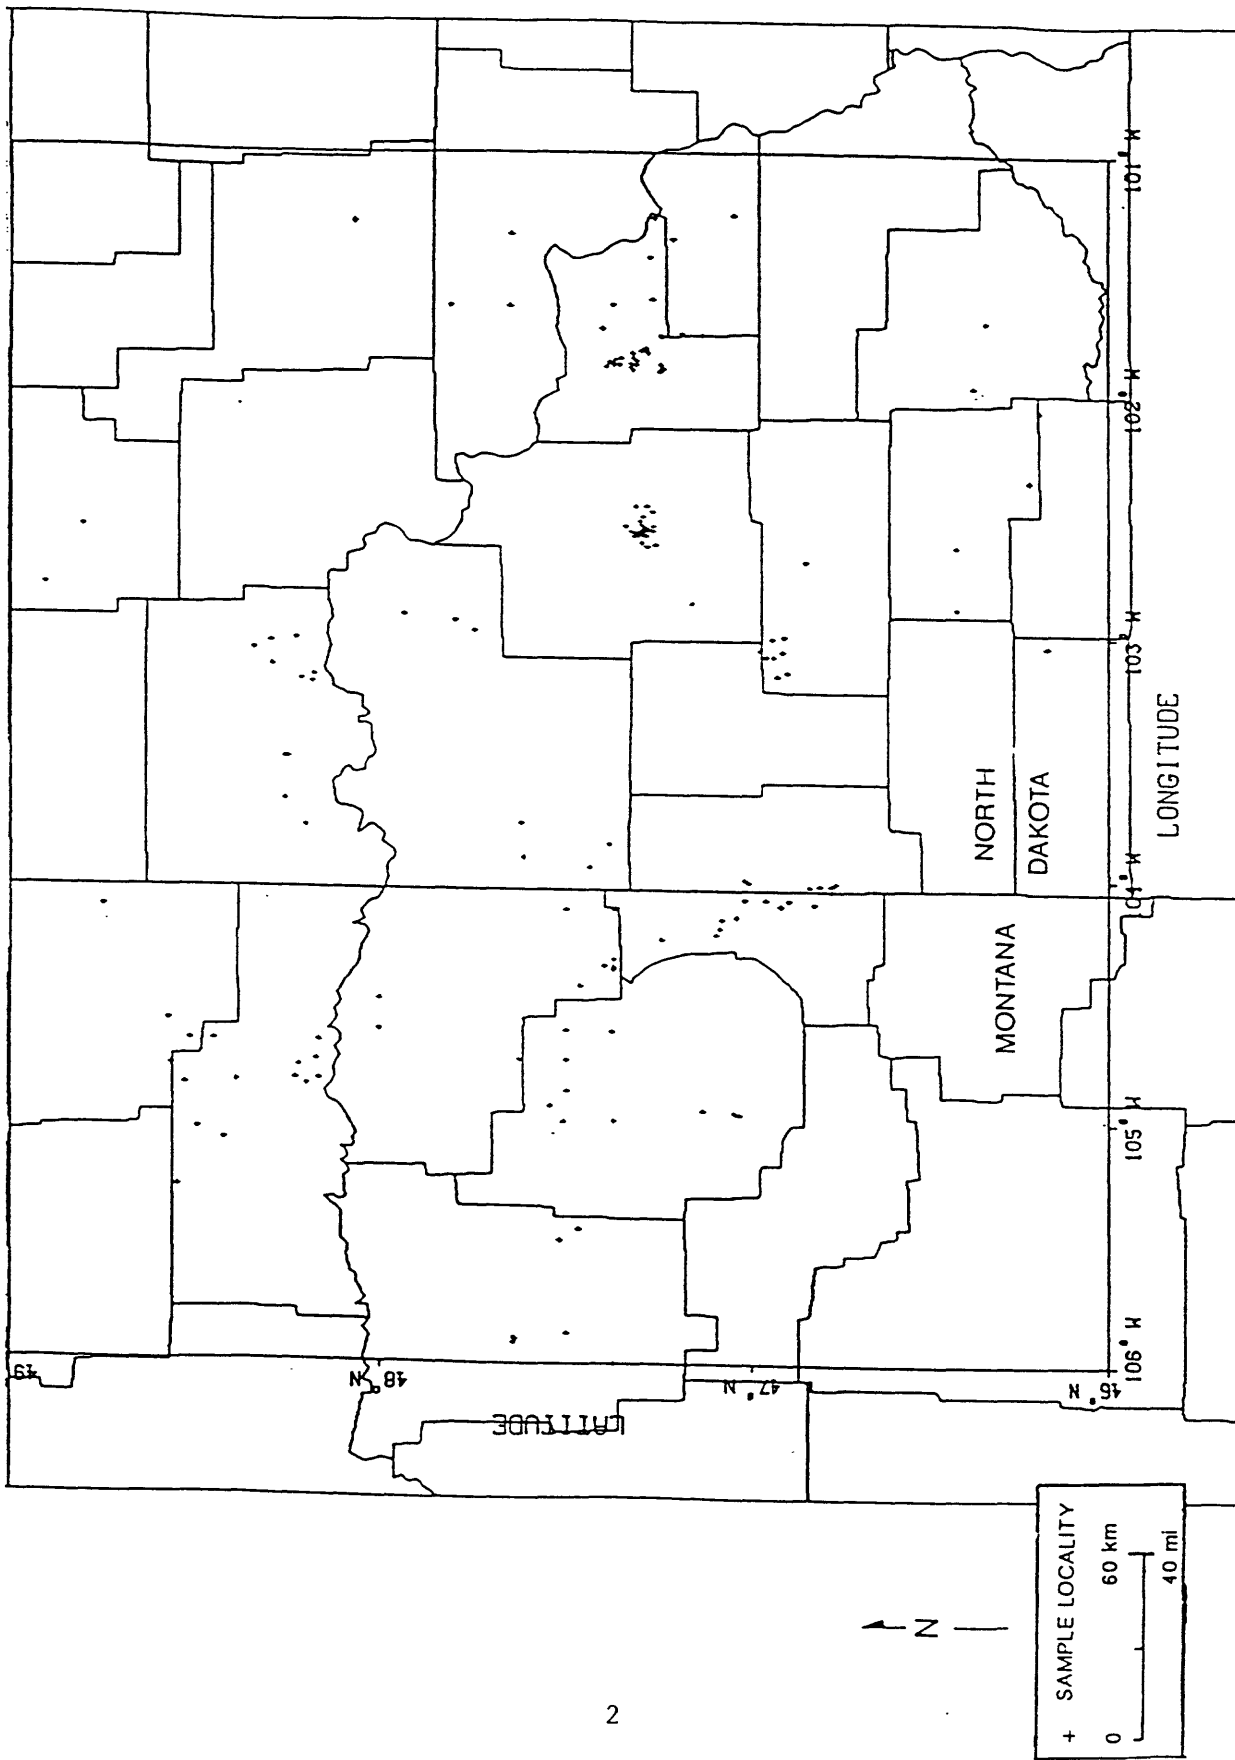 49
48° N
47° N
46° N
LATITUDE
106° W
105° W
104° W
103° W
102° W
101° W
LONGITUDE
MONTANA
NORTH
DAKOTA
N
+ SAMPLE LOCALITY
0 60 km
40 mi
2